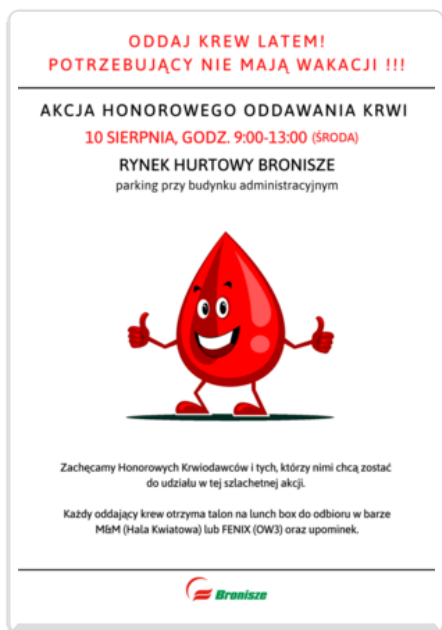 ODDAJ KREW LATEM!
POTRZEBUJĄCY NIE MAJĄ WAKACJI !!!
AKCJA HONOROWEGO ODDAWANIA KRWI
10 SIERPNIA, GODZ. 9:00-13:00 (ŚRODA)
RYNEK HURTOWY BRONISZE
parking przy budynku administracyjnym
Zachęcamy Honorowych Krwiodawców i tych, którzy nimi chcą zostać
do udziału w tej szlachetnej akcji.
Każdy oddający krew otrzyma talon na lunch box do odbioru w barze
M&M (Hala Kwiatowa) lub FENIX (OW3) oraz upominek.
Bronisze